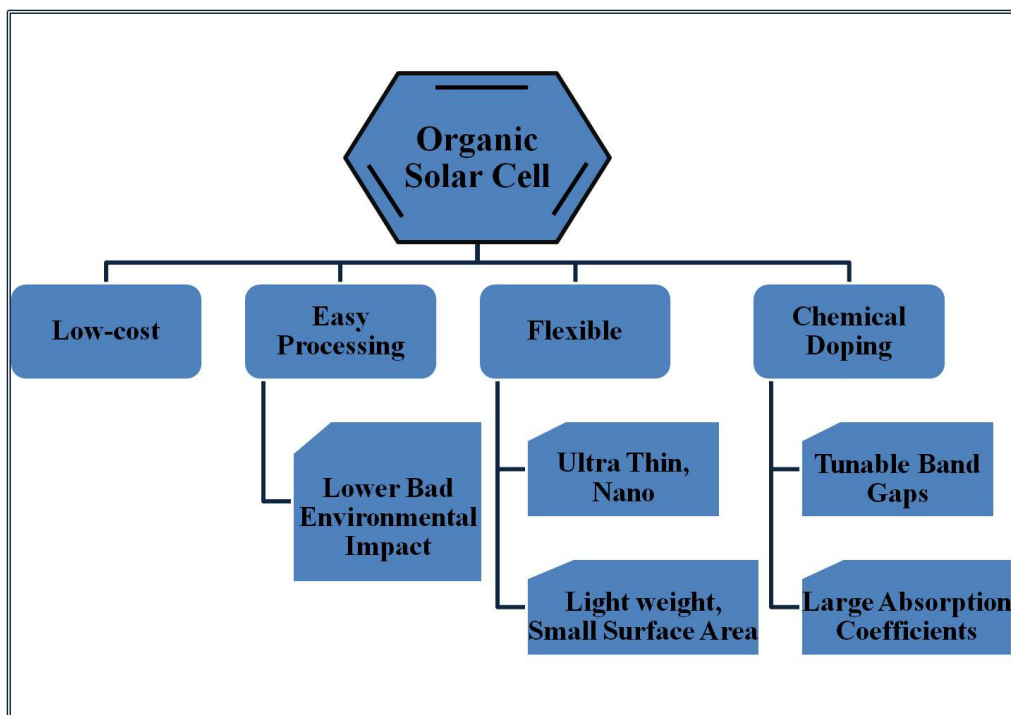 Organic
Solar Cell
Low-cost
Easy
Processing
Flexible
Chemical
Doping
Lower Bad
Environmental
Impact
Ultra Thin,
Nano
Light weight,
Small Surface Area
Tunable Band
Gaps
Large Absorption
Coefficients